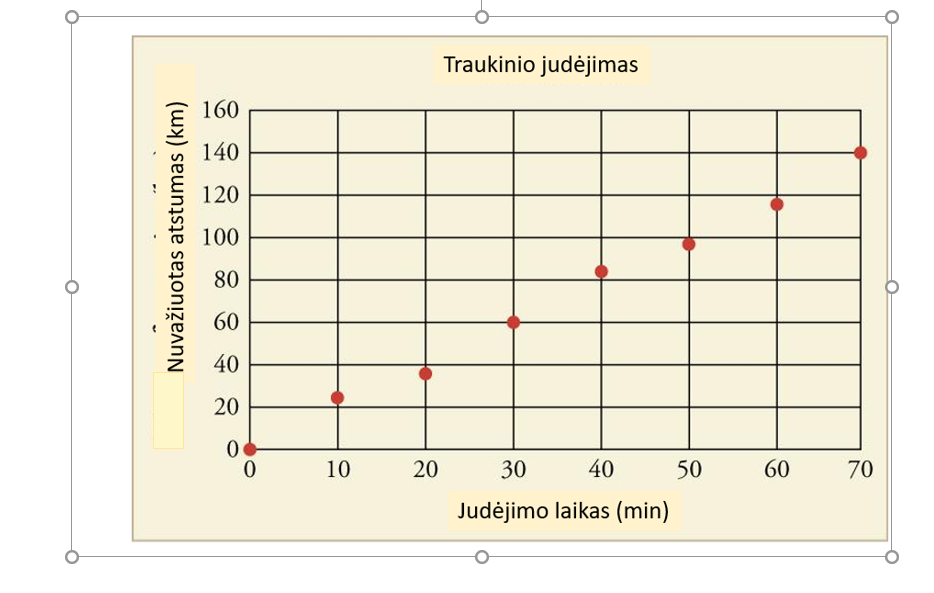 Traukinio judėjimas
Nuvažiuotas atstumas (km)
160
140
120
100
80
60
40
20
0
0 10 20 30 40 50 60 70
Judėjimo laikas (min)